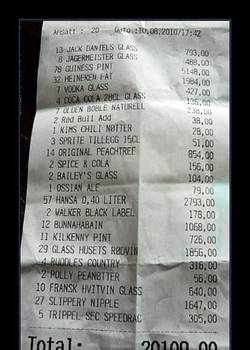 Ansatt : 20 Dato :10.08.2010/17:42
13 JACK DANIELS GLASS 793,00
8 JAGERMEISTER GLASS 488,00
78 GUINESS PINT 5148,00
32 HEINEKEN FAT 1984,00
7 VODKA GLASS 427,00
4 COCA COLA 28CL GLASS 136,00
7 OLDEN BOBLE NATURELL
2 Red Bull Add 38,00
1 KIMS CHILI NØTTER 28,00
3 SPRITE TILLEGG 15CL 51,00
14 ORIGINAL PEACHTREE 854,00
2 SPICE & COLA 156,00
2 BAILEY'S GLASS 104,00
1 OSSIAN ALE 79,00
57 HANSA 0,40 LITER 2793,00
2 WALKER BLACK LABEL 178,00
12 BUNNAHABAIN 1068,00
11 KILKENNY PINT 726,00
29 GLASS HUSETS RØDVIN 1856,00
4 RUDDLES COUNTRY 316,00
2 POLLY PEANØTTER 56,00
10 FRANSK HVITVIN GLASS 640,00
27 SLIPPERY NIPPLE 1647,00
5 TRIPPEL SEC SPEEDRAC 305,00
Total: 20109,00